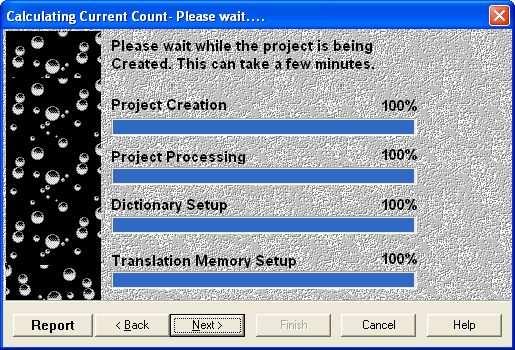 Calculating Current Count- Please wait....
Please wait while the project is being
Created. This can take a few minutes.
Project Creation 100%
Project Processing 100%
Dictionary Setup 100%
Translation Memory Setup 100%
Report < Back Next > Finish Cancel Help